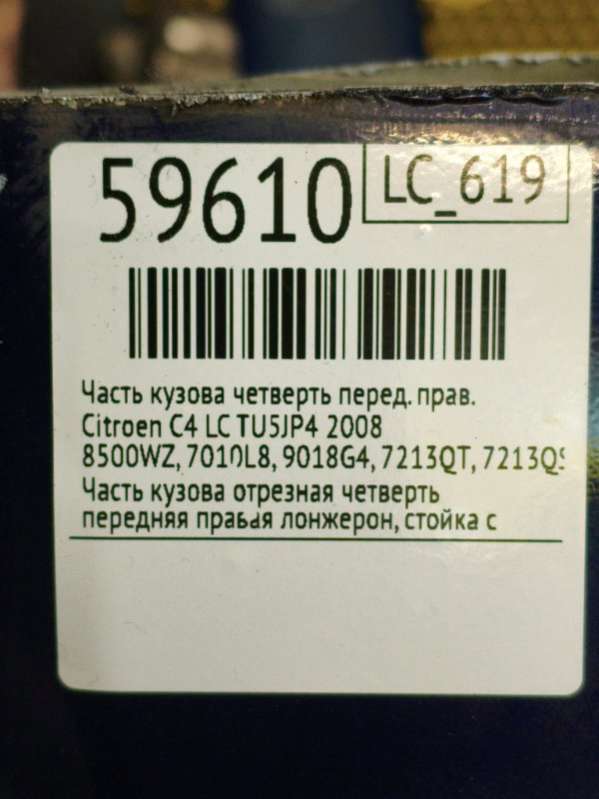 59610
LC_619
Часть кузова четверть перед. прав.
Citroen C4 LC TU5JP4 2008
8500WZ, 7010L8, 9018G4, 7213QT,
Часть кузова отрезная четверть
передняя правая лонжерон, стойка с